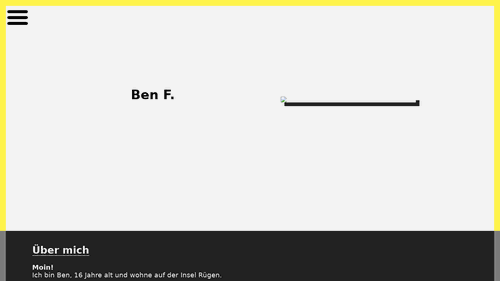 Ben F.
Über mich
Moin!
Ich bin Ben, 16 Jahre alt und wohne auf der Insel Rügen.